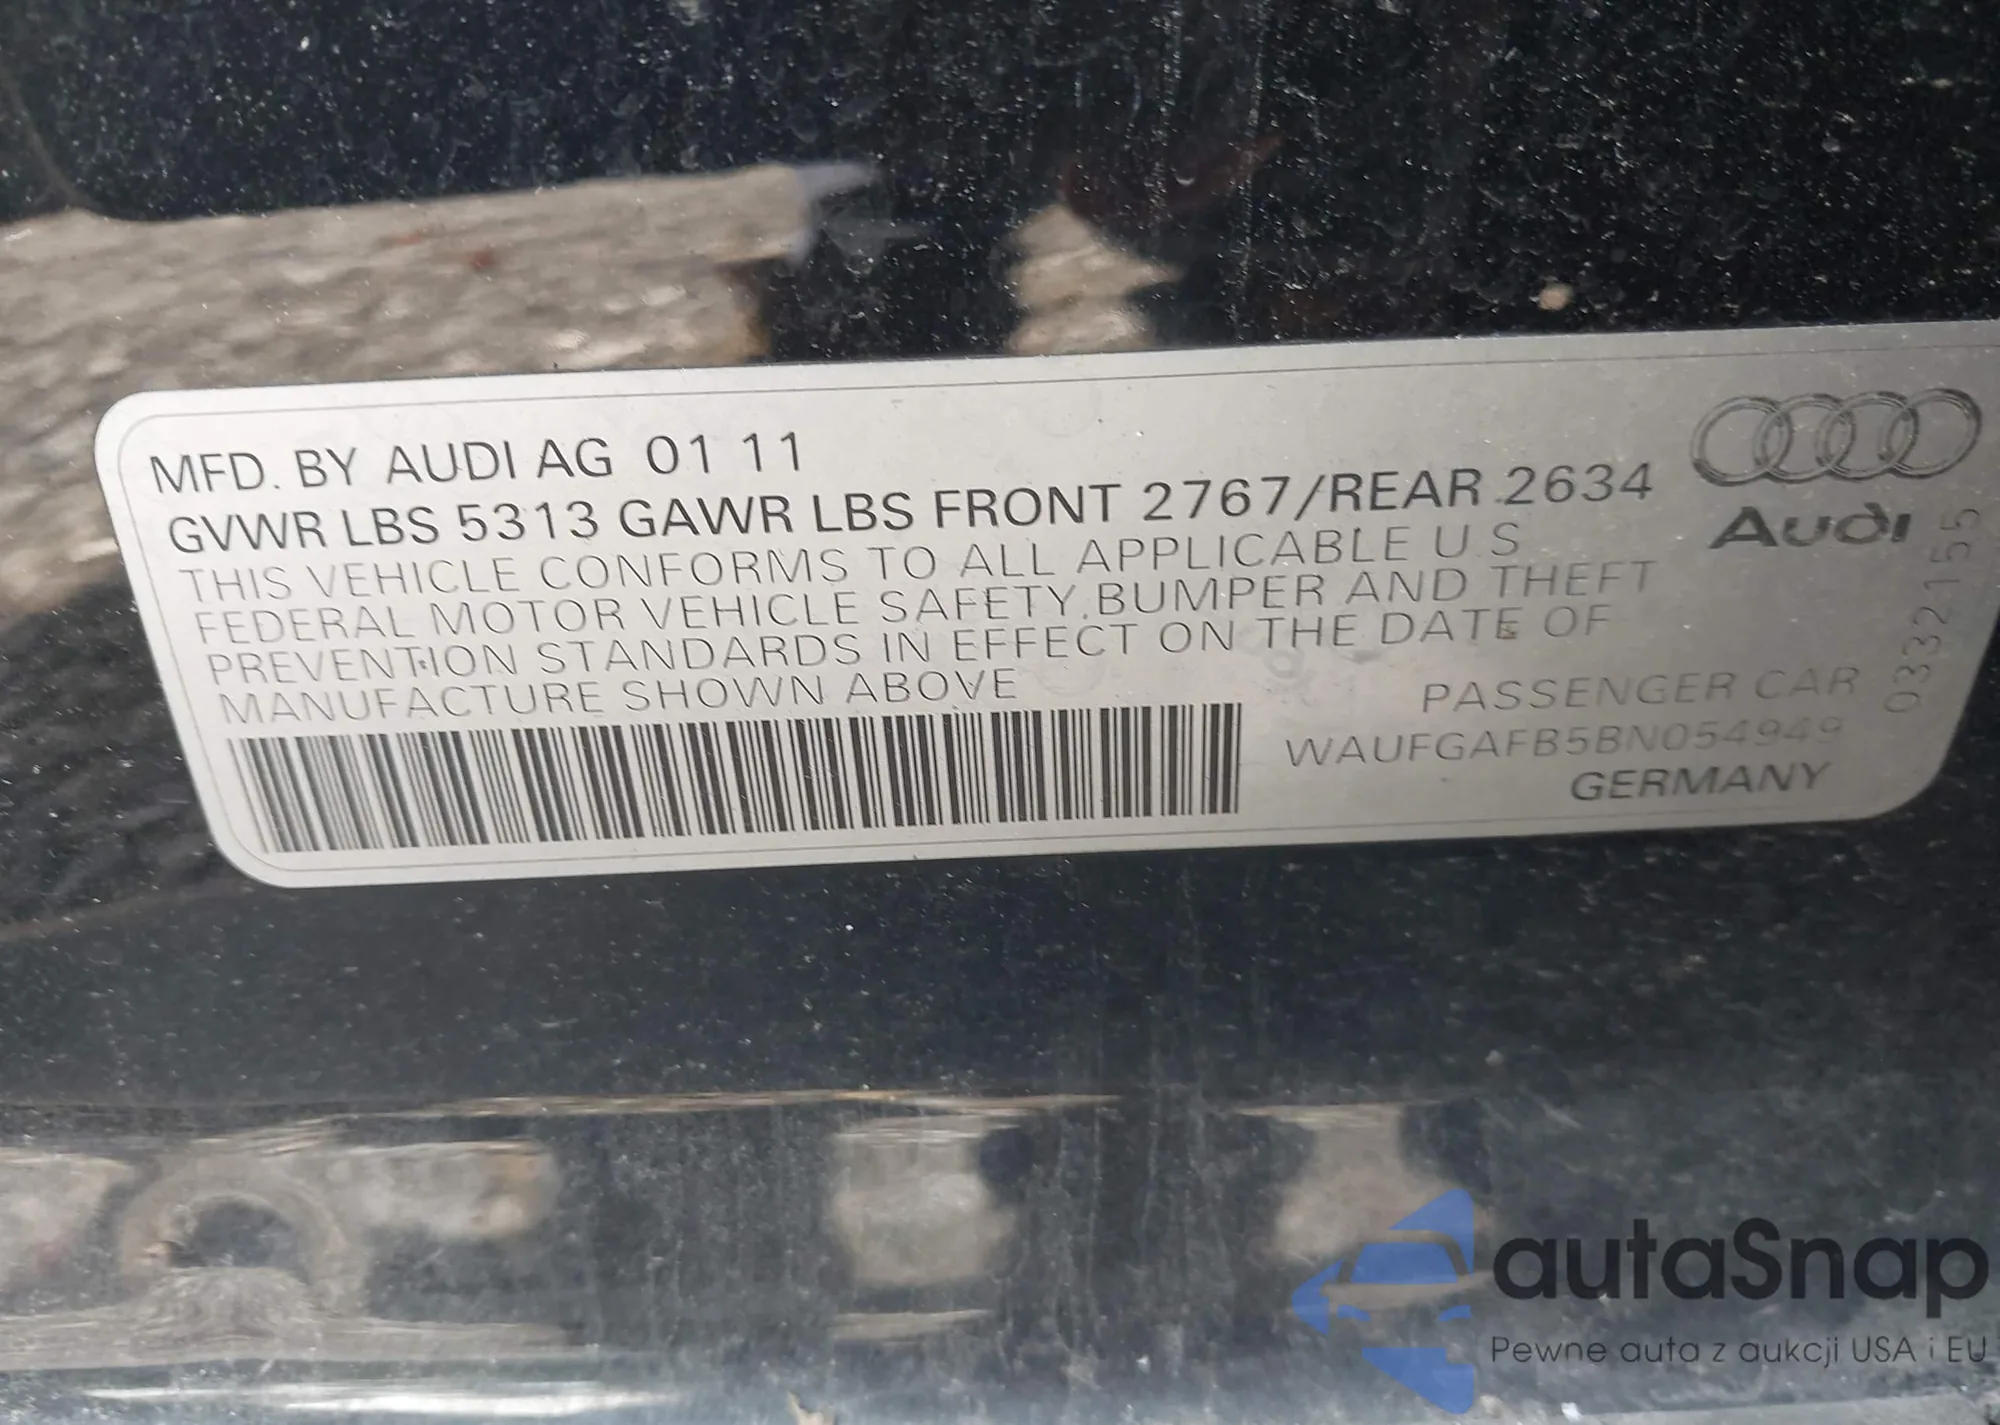 MFD. BY AUDI AG 01 11
GVWR LBS 5313 GAWR LBS FRONT 2767/REAR 2634
THIS VEHICLE CONFORMS TO ALL APPLICABLE U S
FEDERAL MOTOR VEHICLE SAFETY, BUMPER AND THEFT
PREVENTION STANDARDS IN EFFECT ON THE DATE OF
MANUFACTURE SHOWN ABOVE
PASSENGER CAR
WAUFGAFB5BN054949
GERMANY
Audi
0332155
autaSnap
Pewne auta z aukcji USA i EU